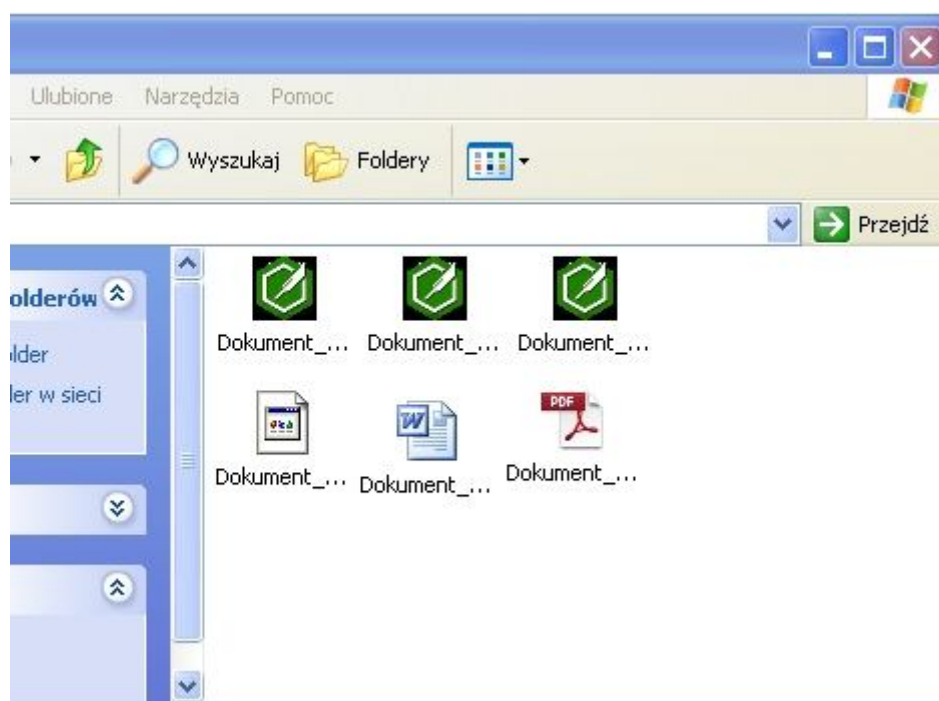 Ulubione Narzędzia Pomoc
Wyszukaj Foldery
Przejdź
olderów
lder
ler w sieci
Dokument_... Dokument_... Dokument_...
PDF
Dokument_... Dokument_... Dokument_...